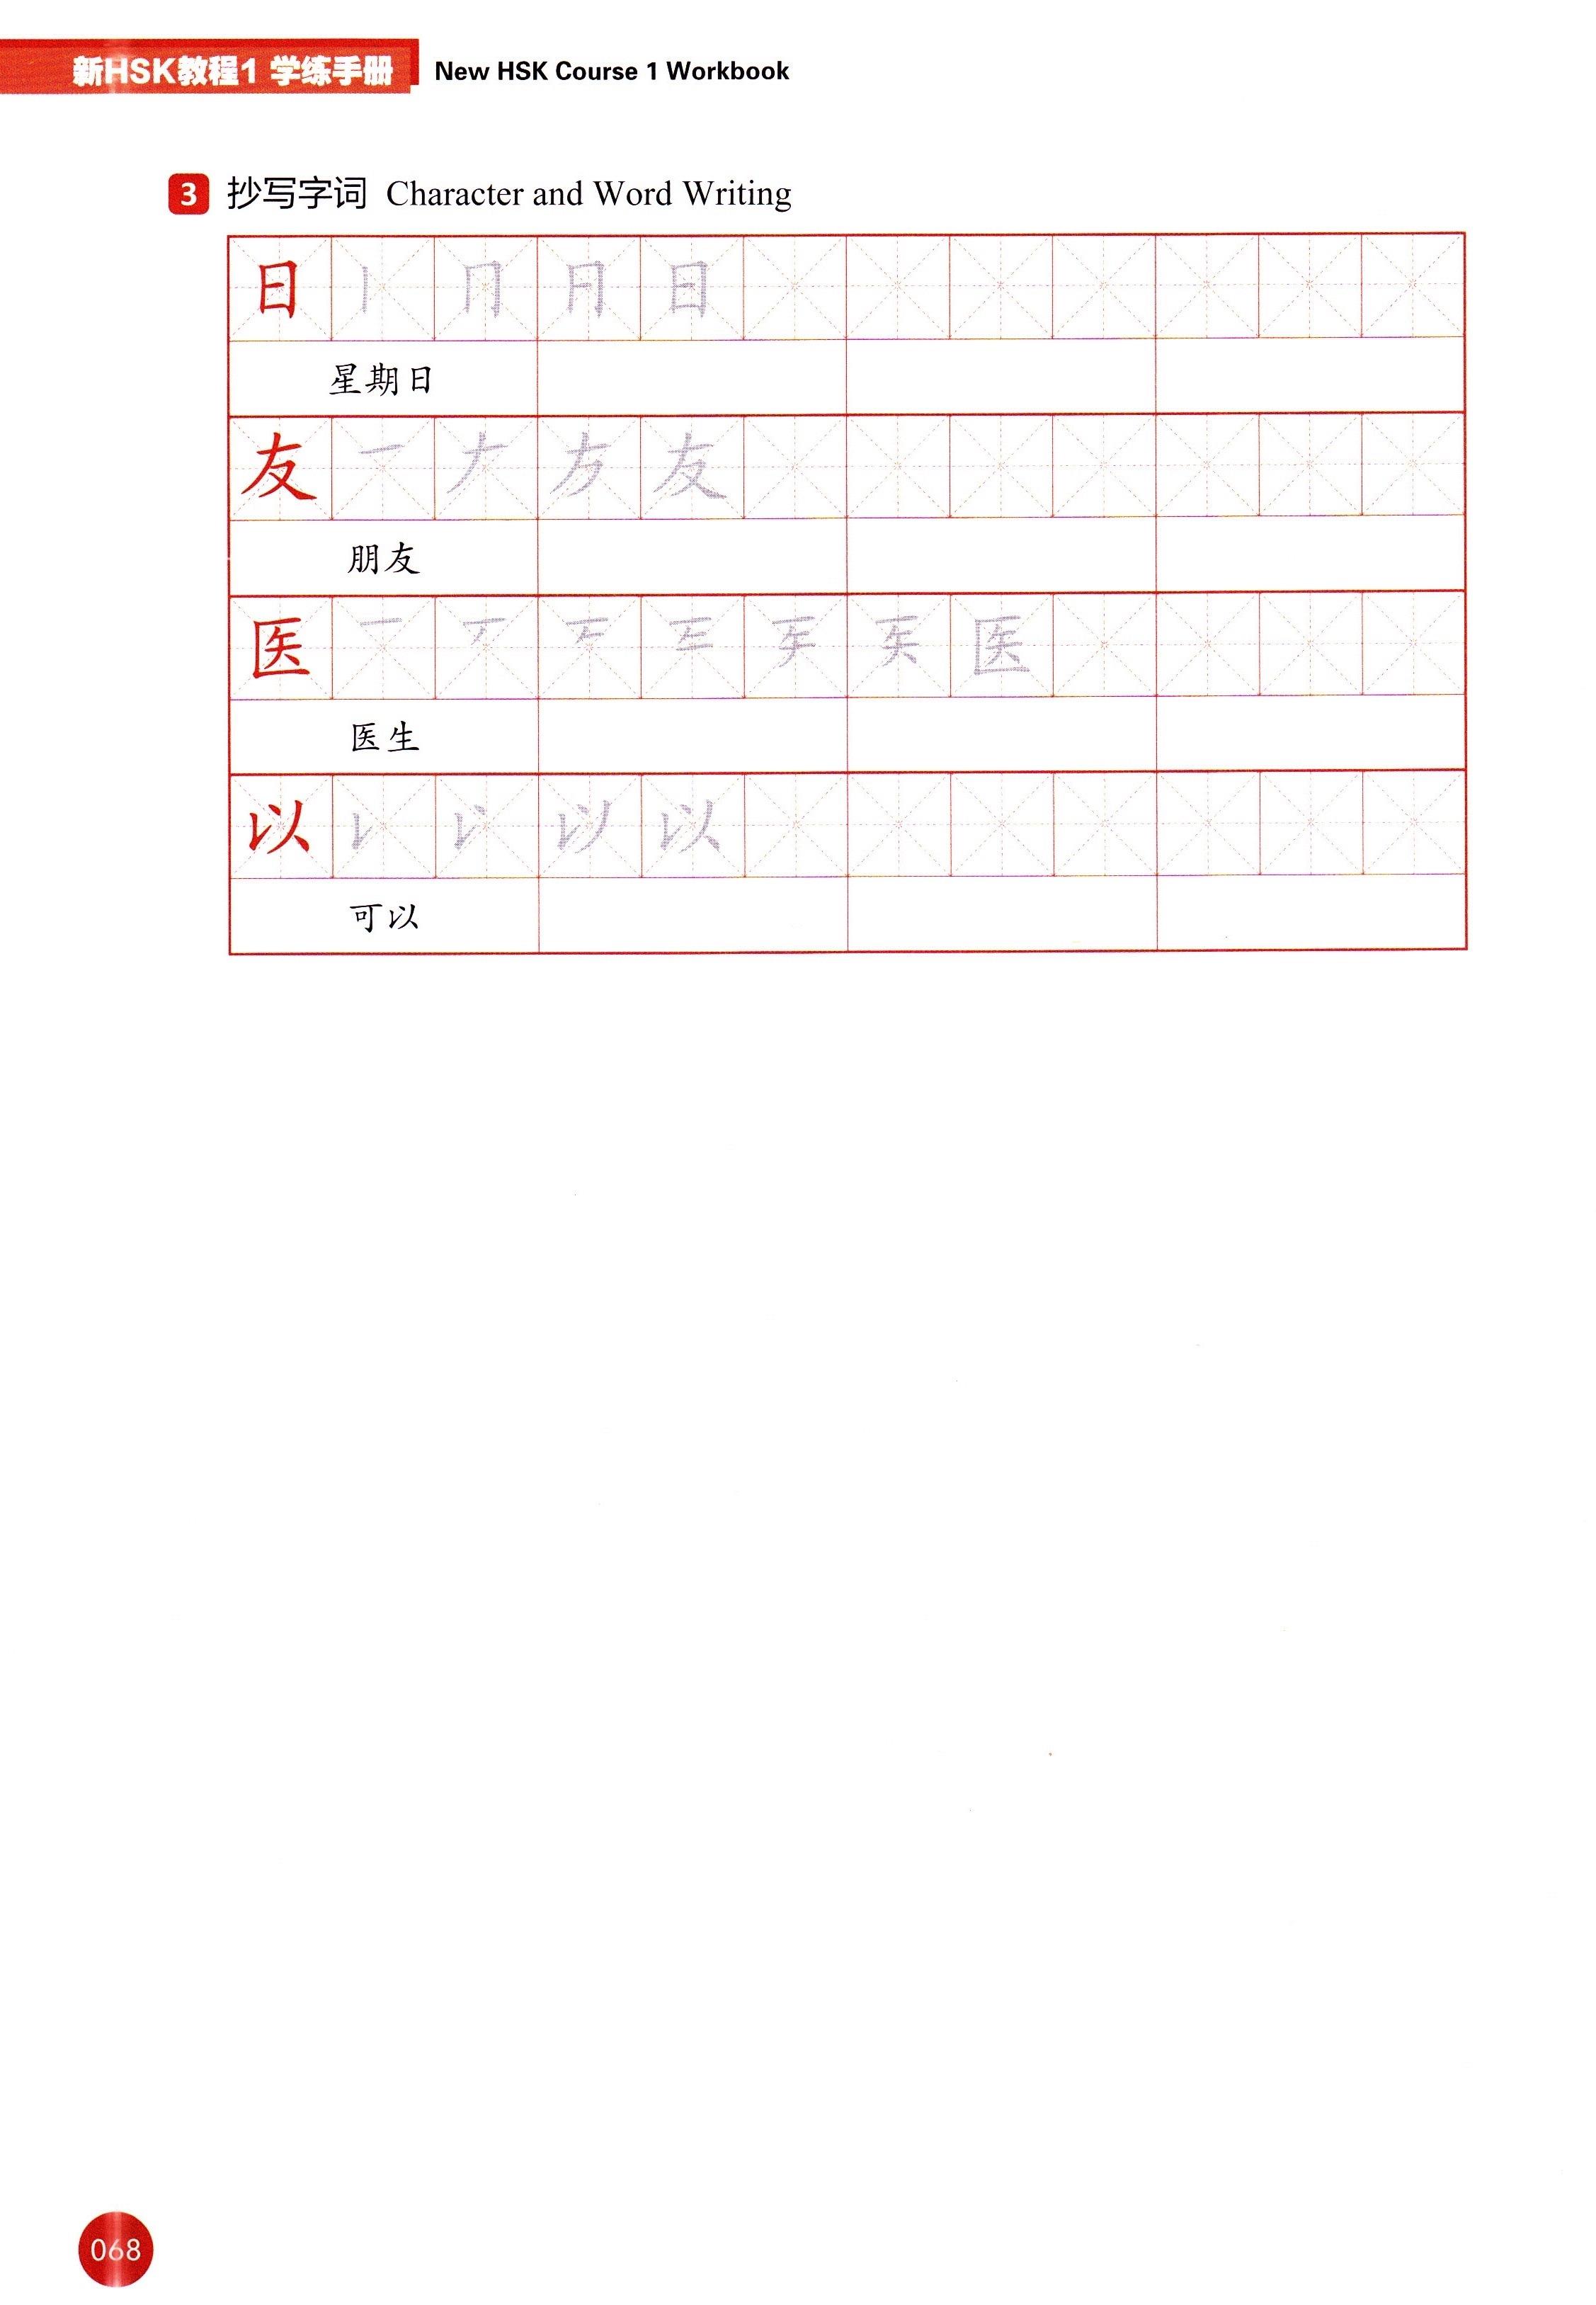 新HSK教程1 学练手册 New HSK Course 1 Workbook
3 抄写字词 Character and Word Writing
日
星期日
友
朋友
医
医生
以
可以
068